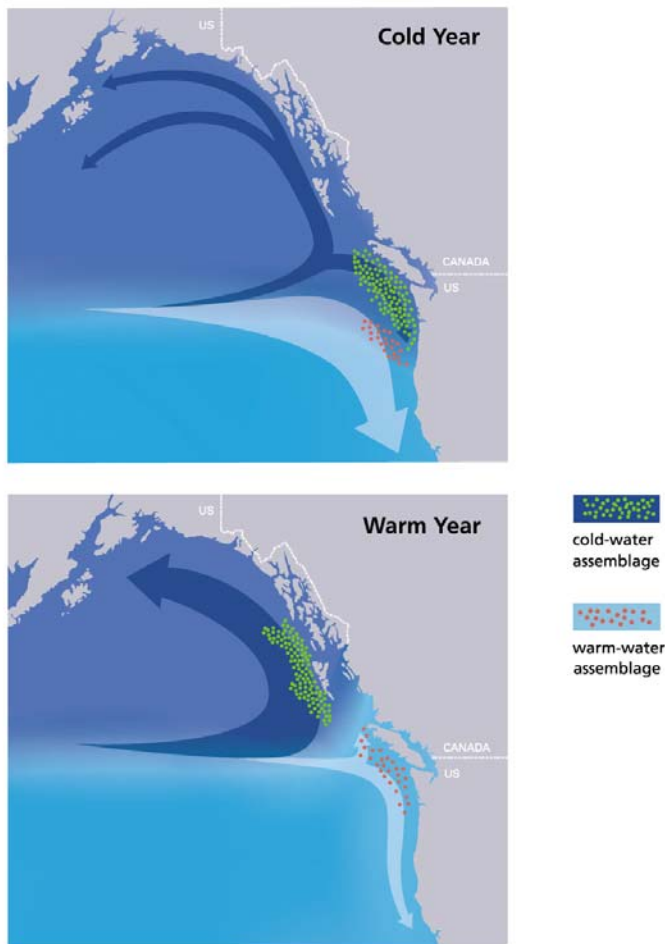 US
Cold Year
CANADA
US
US
Warm Year
cold-water
assemblage
warm-water
assemblage
CANADA
US